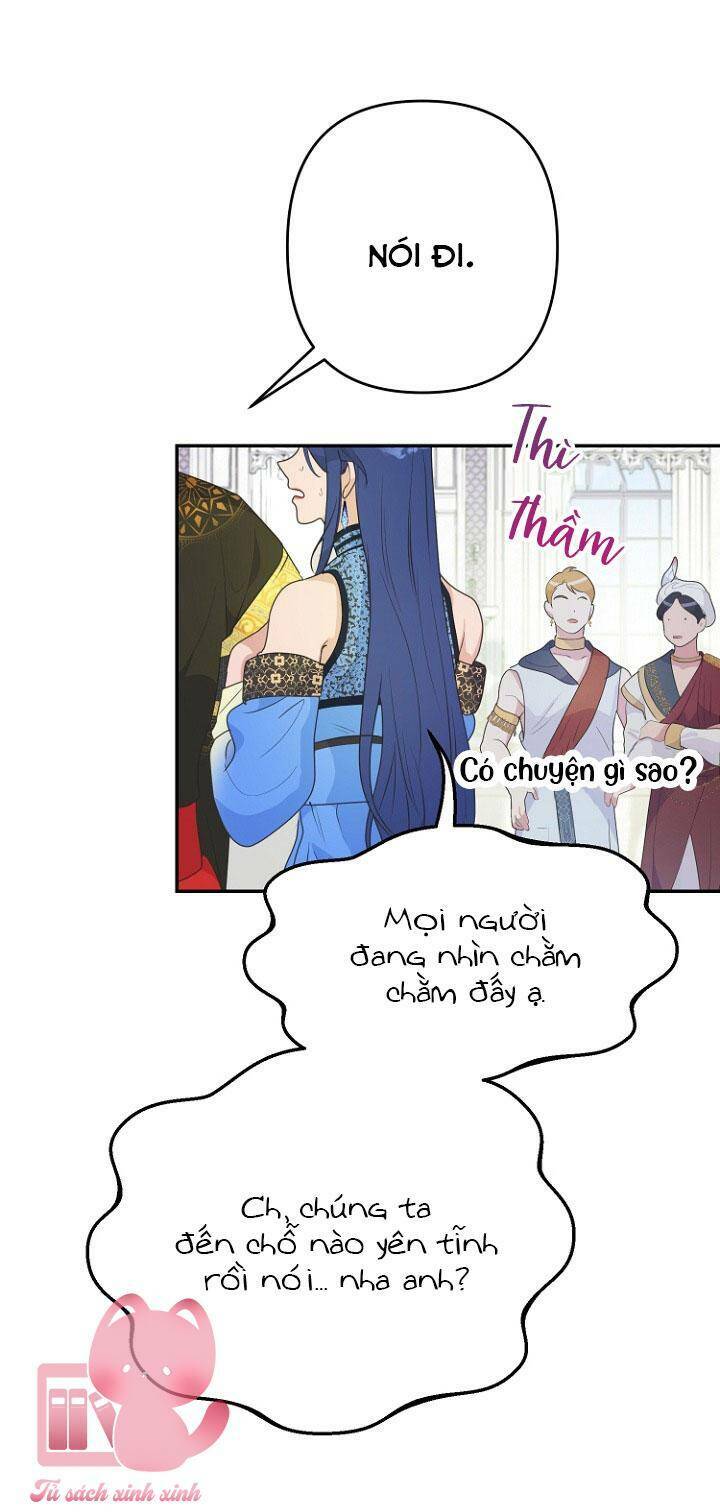 NÓI ĐI.
Thì
thầm
Có chuyện gì sao?
Mọi người
đang nhìn chằm
chằm đấy ạ.
Ch, chúng ta
đến chỗ nào yên tĩnh
rồi nói... nha anh?
Tủ sách xinh xinh